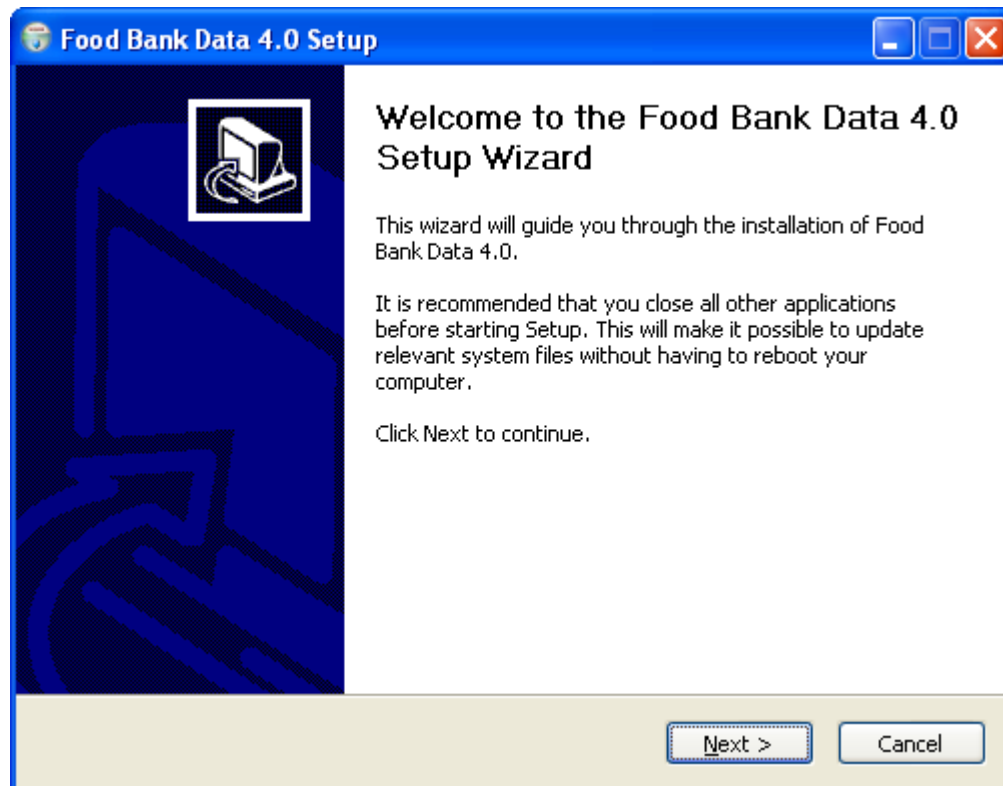 Food Bank Data 4.0 Setup
Welcome to the Food Bank Data 4.0
Setup Wizard
This wizard will guide you through the installation of Food
Bank Data 4.0.
It is recommended that you close all other applications
before starting Setup. This will make it possible to update
relevant system files without having to reboot your
computer.
Click Next to continue.
Next >
Cancel